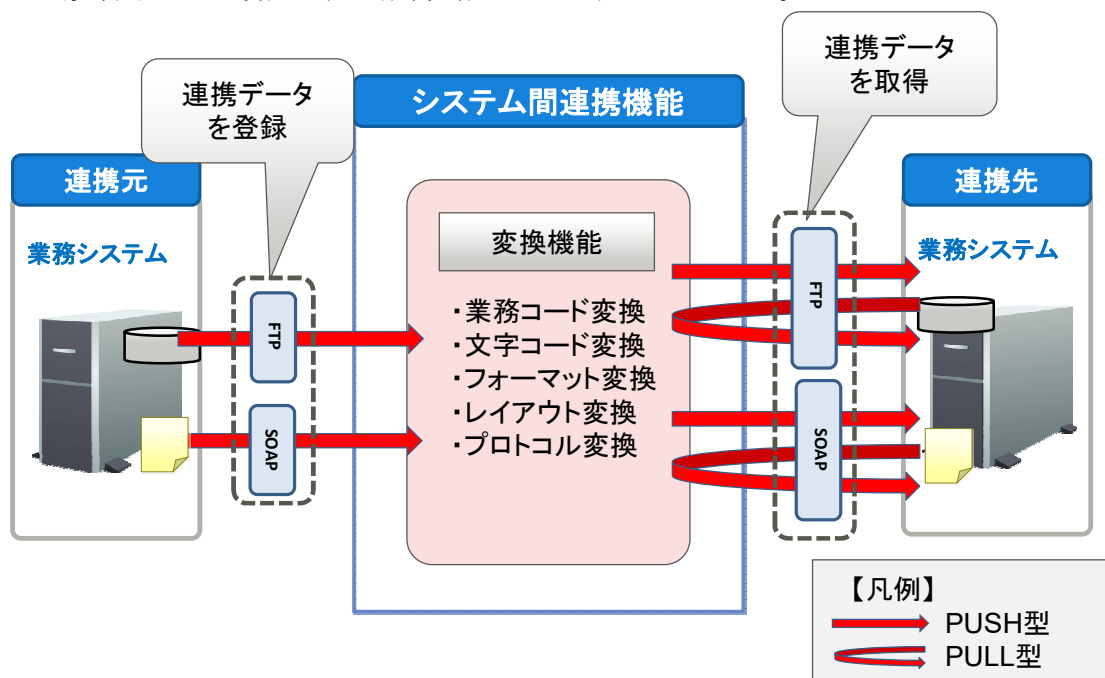 連携データ
を登録
システム間連携機能
連携データ
を取得
連携元
業務システム
FTP
SOAP
変換機能
・業務コード変換
・文字コード変換
・フォーマット変換
・レイアウト変換
・プロトコル変換
FTP
SOAP
連携先
業務システム
【凡例】
PUSH型
PULL型